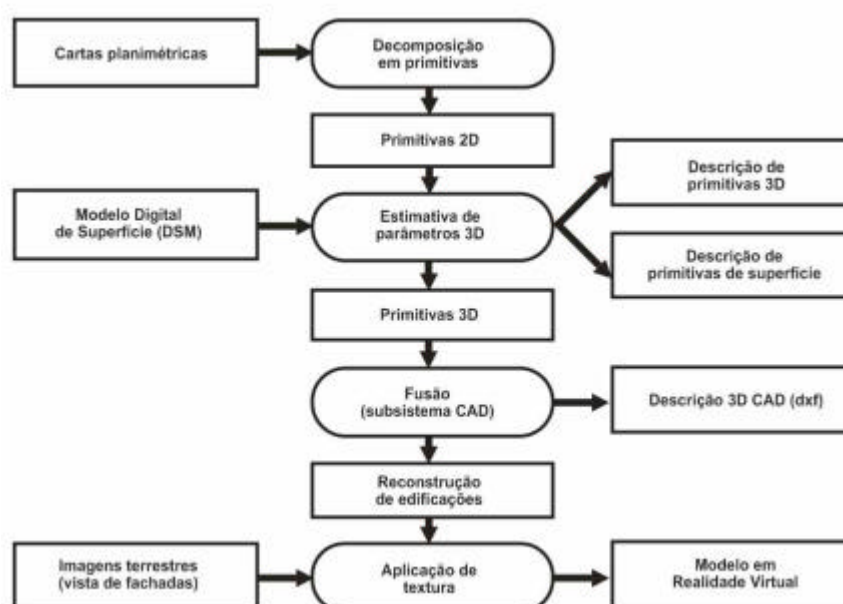 Cartas planimétricas
Decomposição
em primitivas
Primitivas 2D
Descrição de
primitivas 3D
Modelo Digital
de Superfície (DSM)
Estimativa de
parâmetros 3D
Descrição de
primitivas de superfície
Primitivas 3D
Fusão
(subsistema CAD)
Descrição 3D CAD (dxf)
Reconstrução
de edificações
Imagens terrestres
(vista de fachadas)
Aplicação de
textura
Modelo em
Realidade Virtual